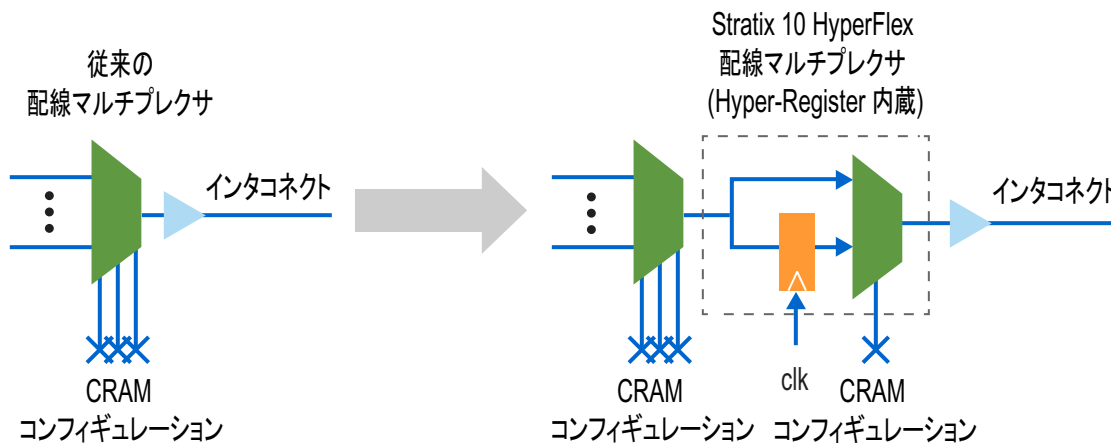 従来の
配線マルチプレクサ
インタコネクト
CRAM
コンフィギュレーション
Stratix 10 HyperFlex
配線マルチプレクサ
(Hyper-Register 内蔵)
インタコネクト
CRAM
コンフィギュレーション
clk
CRAM
コンフィギュレーション